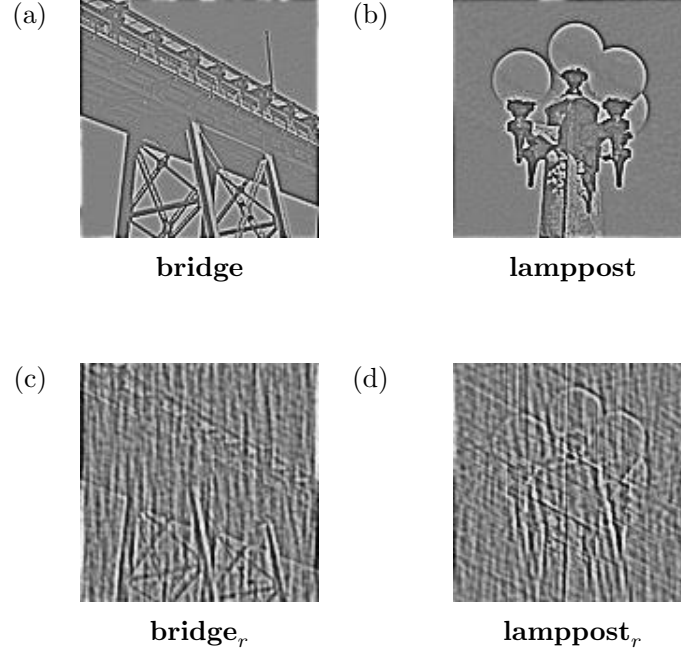 (a)
(b)
bridge
lamppost
(c)
(d)
bridge_r
lamppost_r